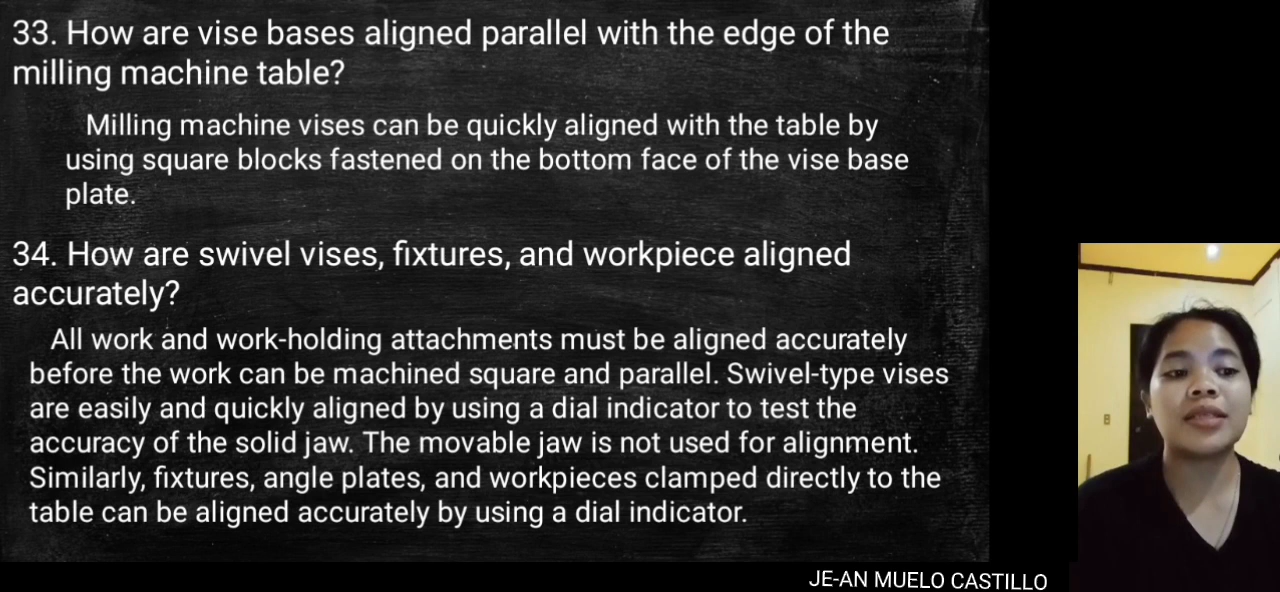 33. How are vise bases aligned parallel with the edge of the
milling machine table?
Milling machine vises can be quickly aligned with the table by
using square blocks fastened on the bottom face of the vise base
plate.
34. How are swivel vises, fixtures, and workpiece aligned
accurately?
All work and work-holding attachments must be aligned accurately
before the work can be machined square and parallel. Swivel-type vises
are easily and quickly aligned by using a dial indicator to test the
accuracy of the solid jaw. The movable jaw is not used for alignment.
Similarly, fixtures, angle plates, and workpieces clamped directly to the
table can be aligned accurately by using a dial indicator.
JE-AN MUELO CASTILLO